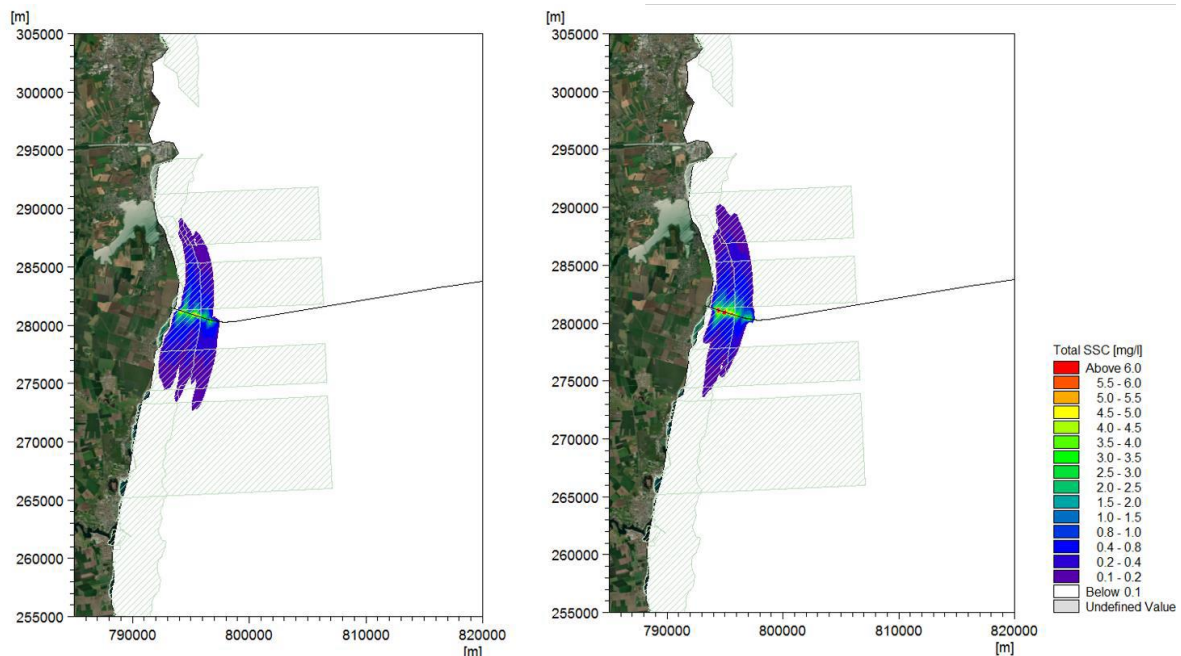 [m]
305000
300000
295000
290000
285000
280000
275000
270000
265000
260000
255000
790000 800000 810000 820000
[m]
[m]
305000
300000
295000
290000
285000
280000
275000
270000
265000
260000
255000
790000 800000 810000 820000
[m]
Total SSC [mg/l]
Above 6.0
5.5 - 6.0
5.0 - 5.5
4.5 - 5.0
4.0 - 4.5
3.5 - 4.0
3.0 - 3.5
2.5 - 3.0
2.0 - 2.5
1.5 - 2.0
1.0 - 1.5
0.8 - 1.0
0.4 - 0.8
0.2 - 0.4
0.1 - 0.2
Below 0.1
Undefined Value